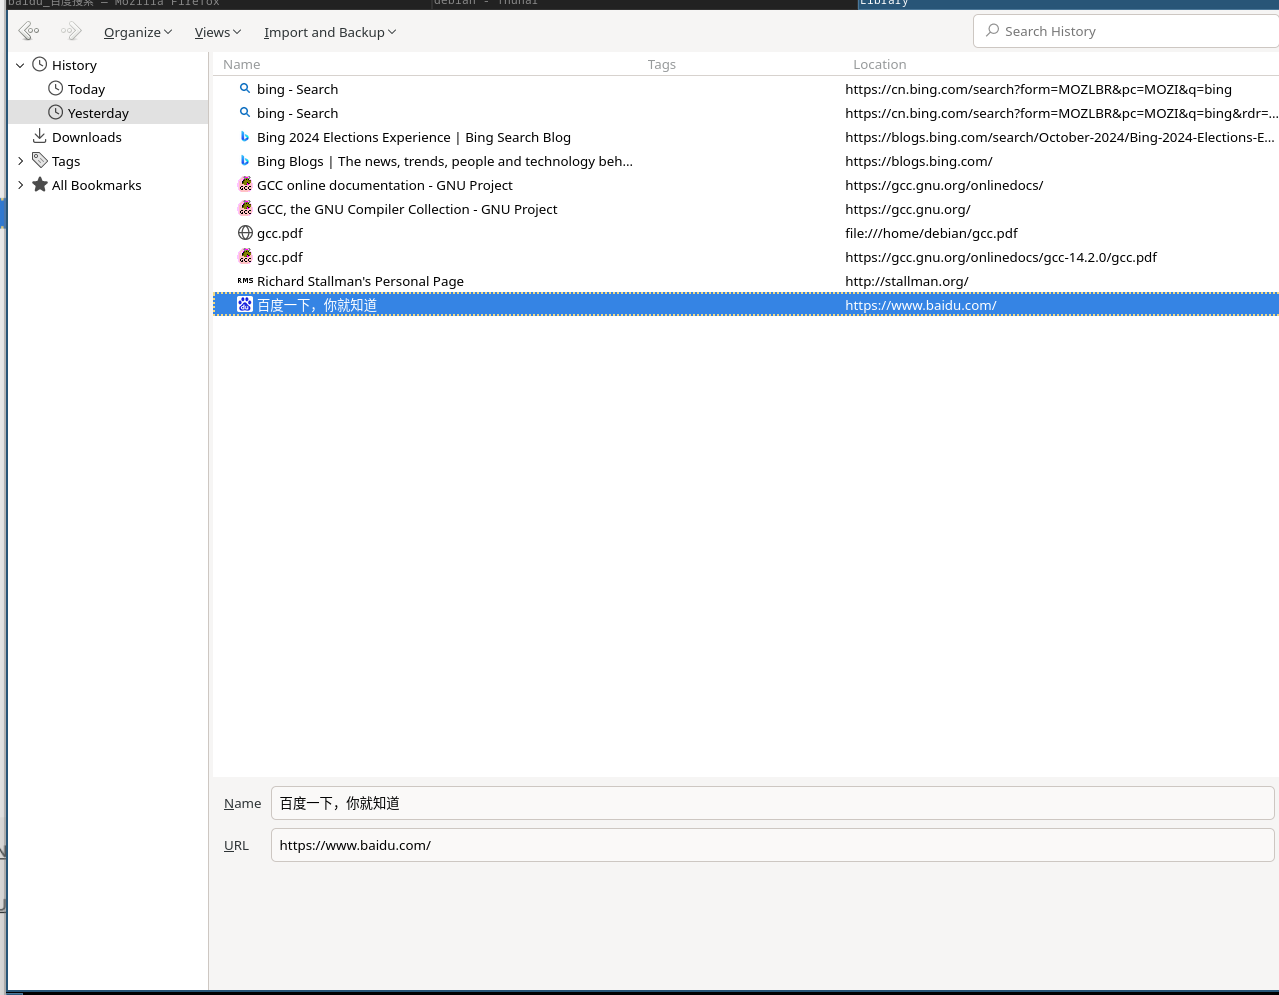 baidu_百度搜索 — Mozilla Firefox
debian - Thunar
Library
Organize
Views
Import and Backup
Search History
History
Today
Yesterday
Downloads
Tags
All Bookmarks
Name Tags Location
bing - Search https://cn.bing.com/search?form=MOZLBR&pc=MOZI&q=bing
bing - Search https://cn.bing.com/search?form=MOZLBR&pc=MOZI&q=bing&rdr=...
Bing 2024 Elections Experience | Bing Search Blog https://blogs.bing.com/search/October-2024/Bing-2024-Elections-E...
Bing Blogs | The news, trends, people and technology beh... https://blogs.bing.com/
GCC online documentation - GNU Project https://gcc.gnu.org/onlinedocs/
GCC, the GNU Compiler Collection - GNU Project https://gcc.gnu.org/
gcc.pdf file:///home/debian/gcc.pdf
gcc.pdf https://gcc.gnu.org/onlinedocs/gcc-14.2.0/gcc.pdf
RMS Richard Stallman's Personal Page http://stallman.org/
百度一下，你就知道 https://www.baidu.com/
Name 百度一下，你就知道
URL https://www.baidu.com/